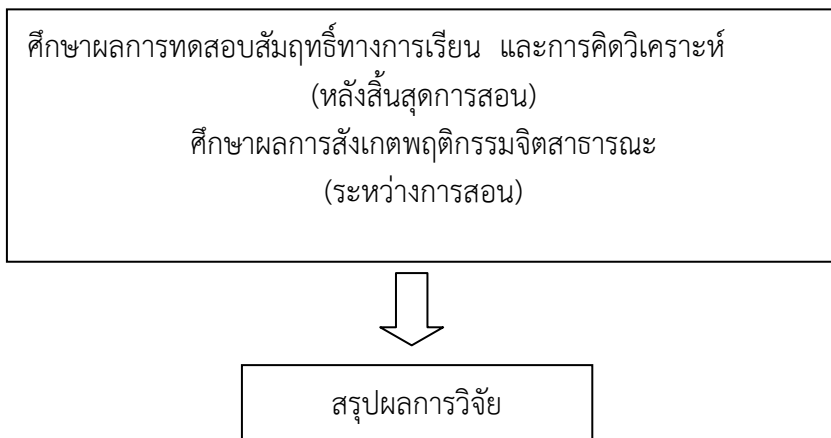 ศึกษาผลการทดสอบสัมฤทธิ์ทางการเรียน และการคิดวิเคราะห์
(หลังสิ้นสุดการสอน)
ศึกษาผลการสังเกตพฤติกรรมจิตสาธารณะ
(ระหว่างการสอน)
สรุปผลการวิจัย